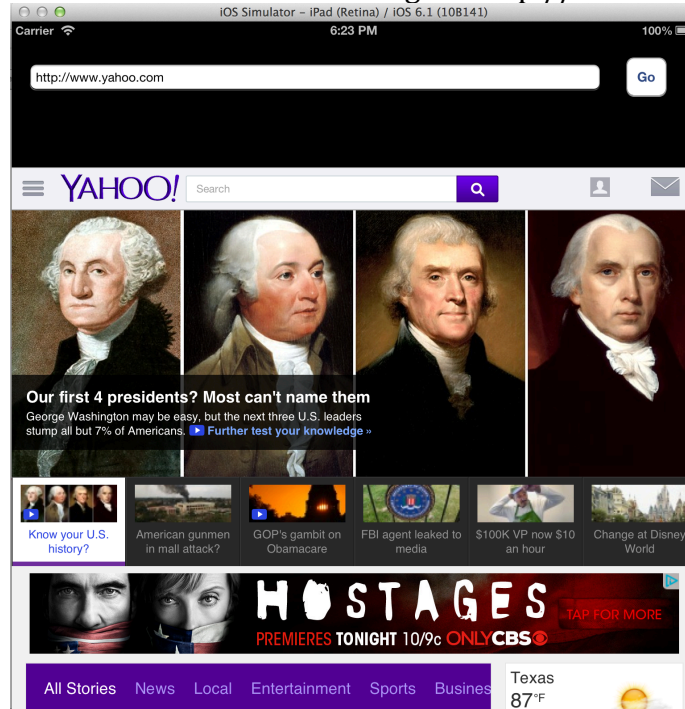 iOS Simulator – iPad (Retina) / iOS 6.1 (10B141)
Carrier 6:23 PM 100%
http://www.yahoo.com Go
YAHOO! Search
Our first 4 presidents? Most can't name them
George Washington may be easy, but the next three U.S. leaders
stump all but 7% of Americans. Further test your knowledge »
Know your U.S.
history?
American gunmen
in mall attack?
GOP's gambit on
Obamacare
FBI agent leaked to
media
$100K VP now $10
an hour
Change at Disney
World
HOSTAGES
PREMIERES TONIGHT 10/9c ONLY CBS
TAP FOR MORE
All Stories News Local Entertainment Sports Busines
Texas
87°F